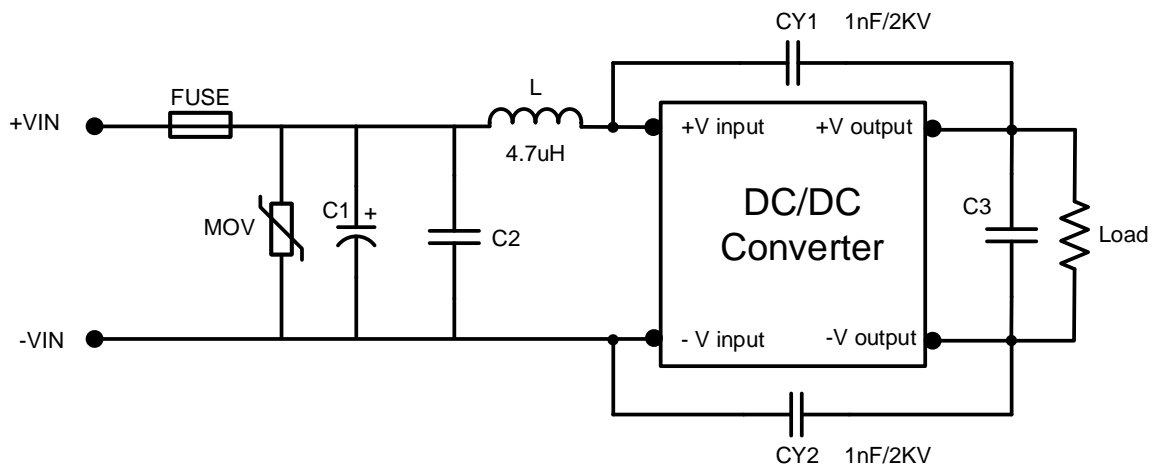 CY1 1nF/2KV
L
FUSE
+VIN
+V input
+V output
4.7uH
DC/DC
Converter
C1
+
C3
MOV
C2
Load
-VIN
- V input
-V output
CY2 1nF/2KV